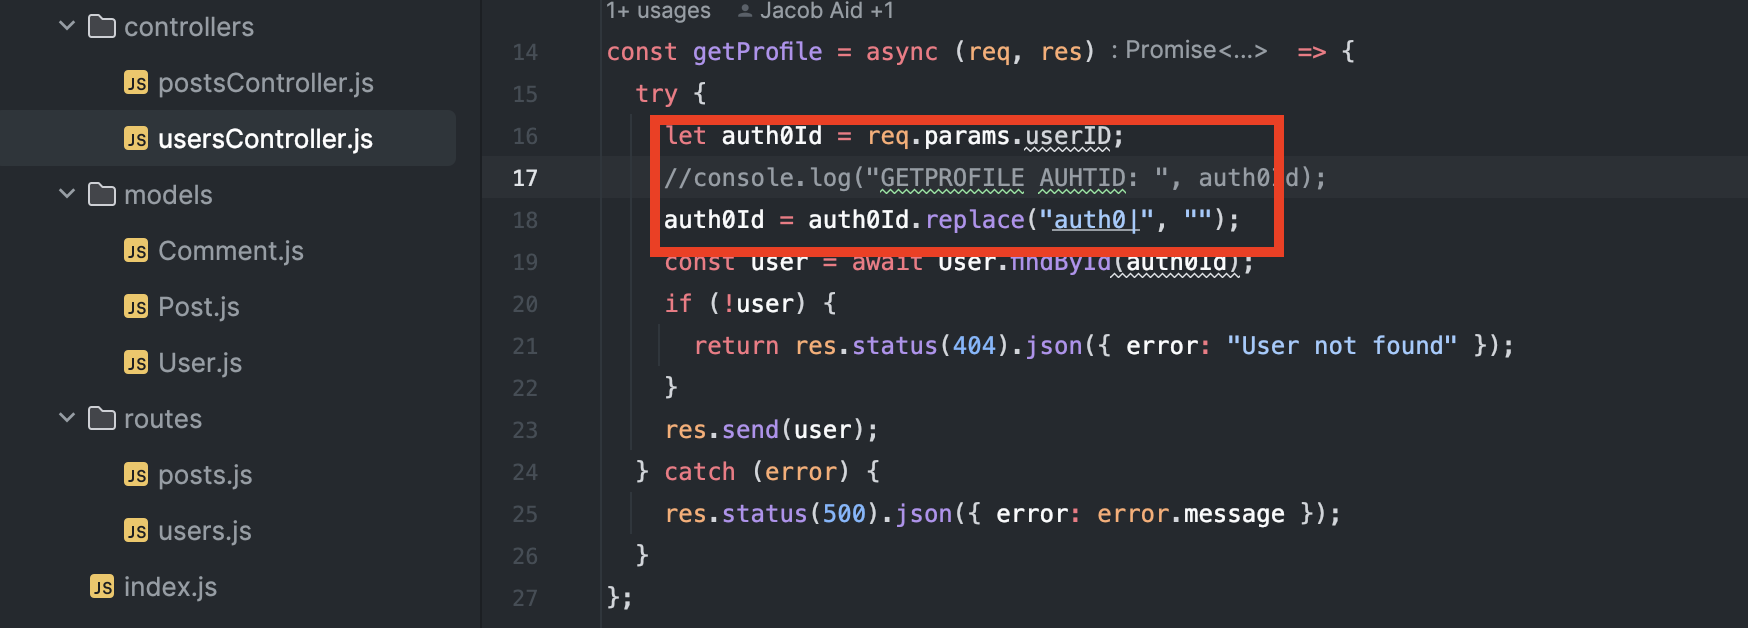 controllers
postsController.js
usersController.js
models
Comment.js
Post.js
User.js
routes
posts.js
users.js
index.js
1+ usages Jacob Aid +1
14 const getProfile = async (req, res) : Promise<...> => {
15 try {
16 let auth0Id = req.params.userID;
17 //console.log("GETPROFILE AUHTID: ", auth0Id);
18 auth0Id = auth0Id.replace("auth0|", "");
19 const user = await User.findById(auth0Id);
20 if (!user) {
21 return res.status(404).json({ error: "User not found" });
22 }
23 res.send(user);
24 } catch (error) {
25 res.status(500).json({ error: error.message });
26 }
27 };